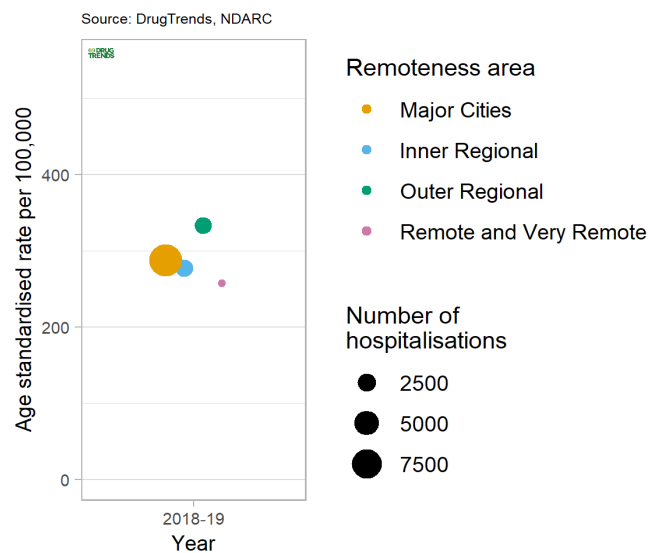 Source: DrugTrends, NDARC
DRUG
TRENDS
Age standardised rate per 100,000
400
200
0
2018-19
Year
Remoteness area
Major Cities
Inner Regional
Outer Regional
Remote and Very Remote
Number of
hospitalisations
2500
5000
7500